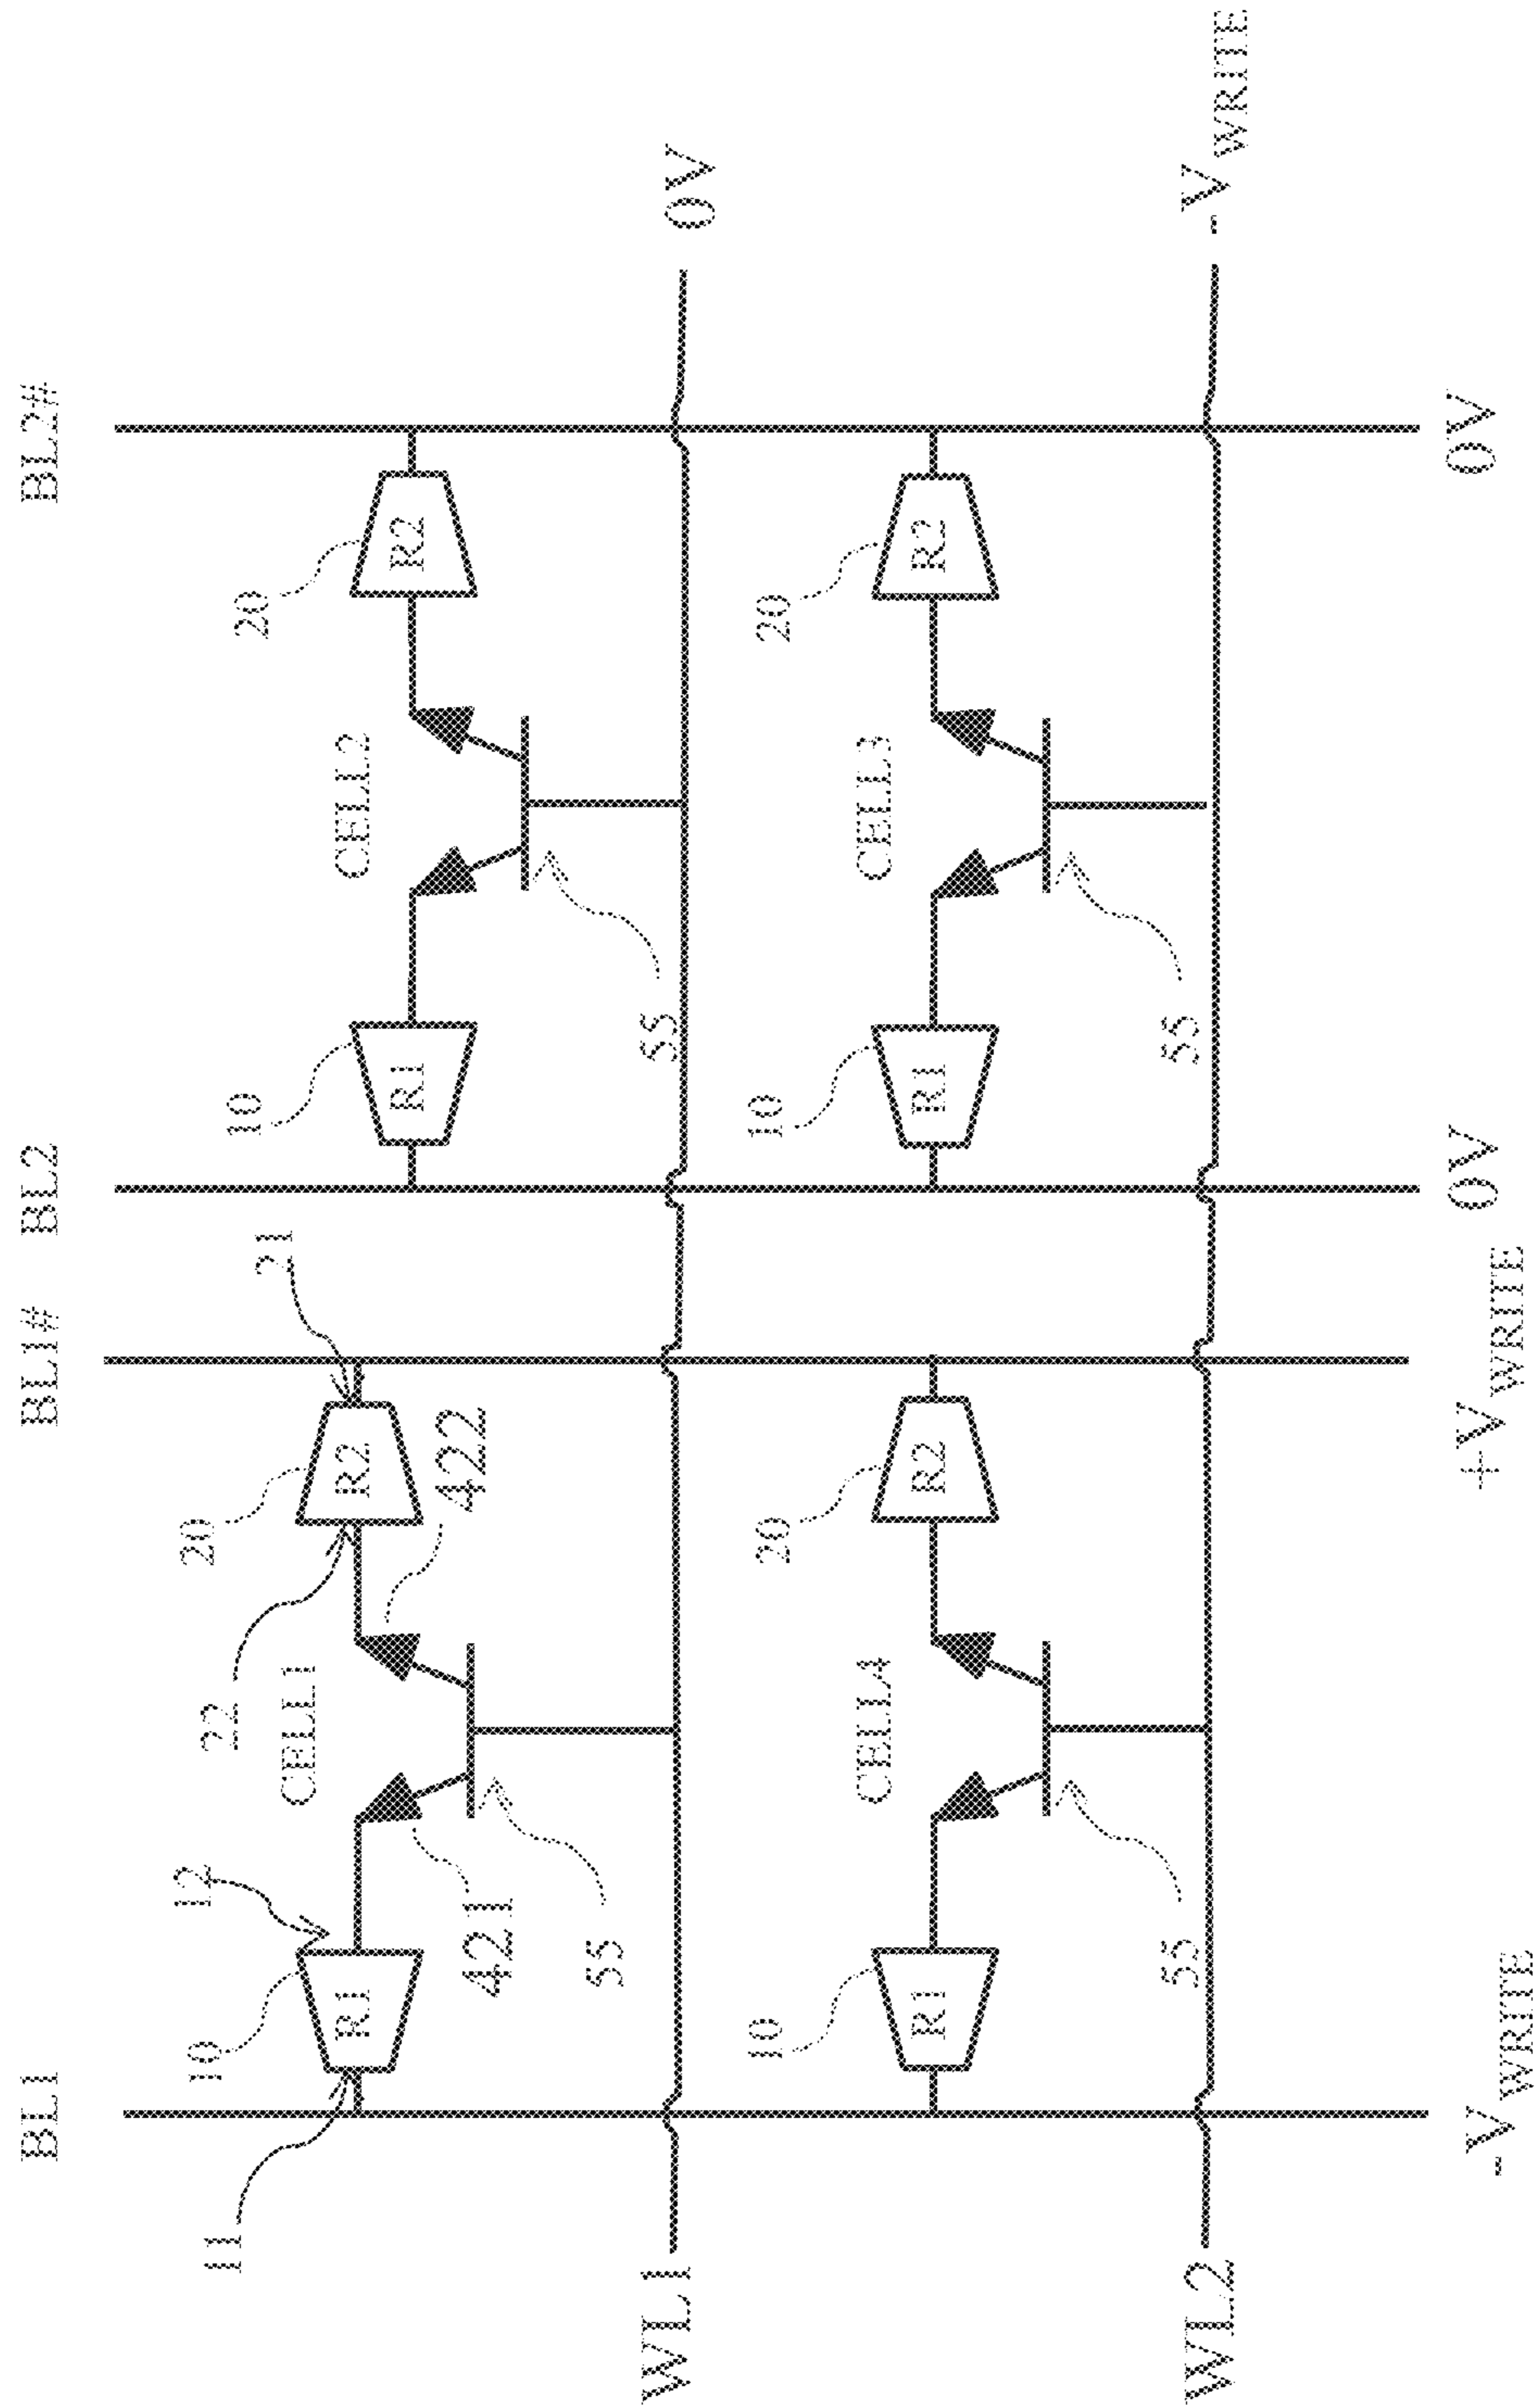 BL1 BL1# BL2 BL2#
11 10 12 22 20 21 10 20
CELL1 CELL2
R1 R2 R1 R2
421 422
55 55
WL1 0V
10 20 10 20
CELL4 CELL3
R1 R2 R1 R2
55 55
WL2 -VWRITE
-VWRITE +VWRITE 0V 0V